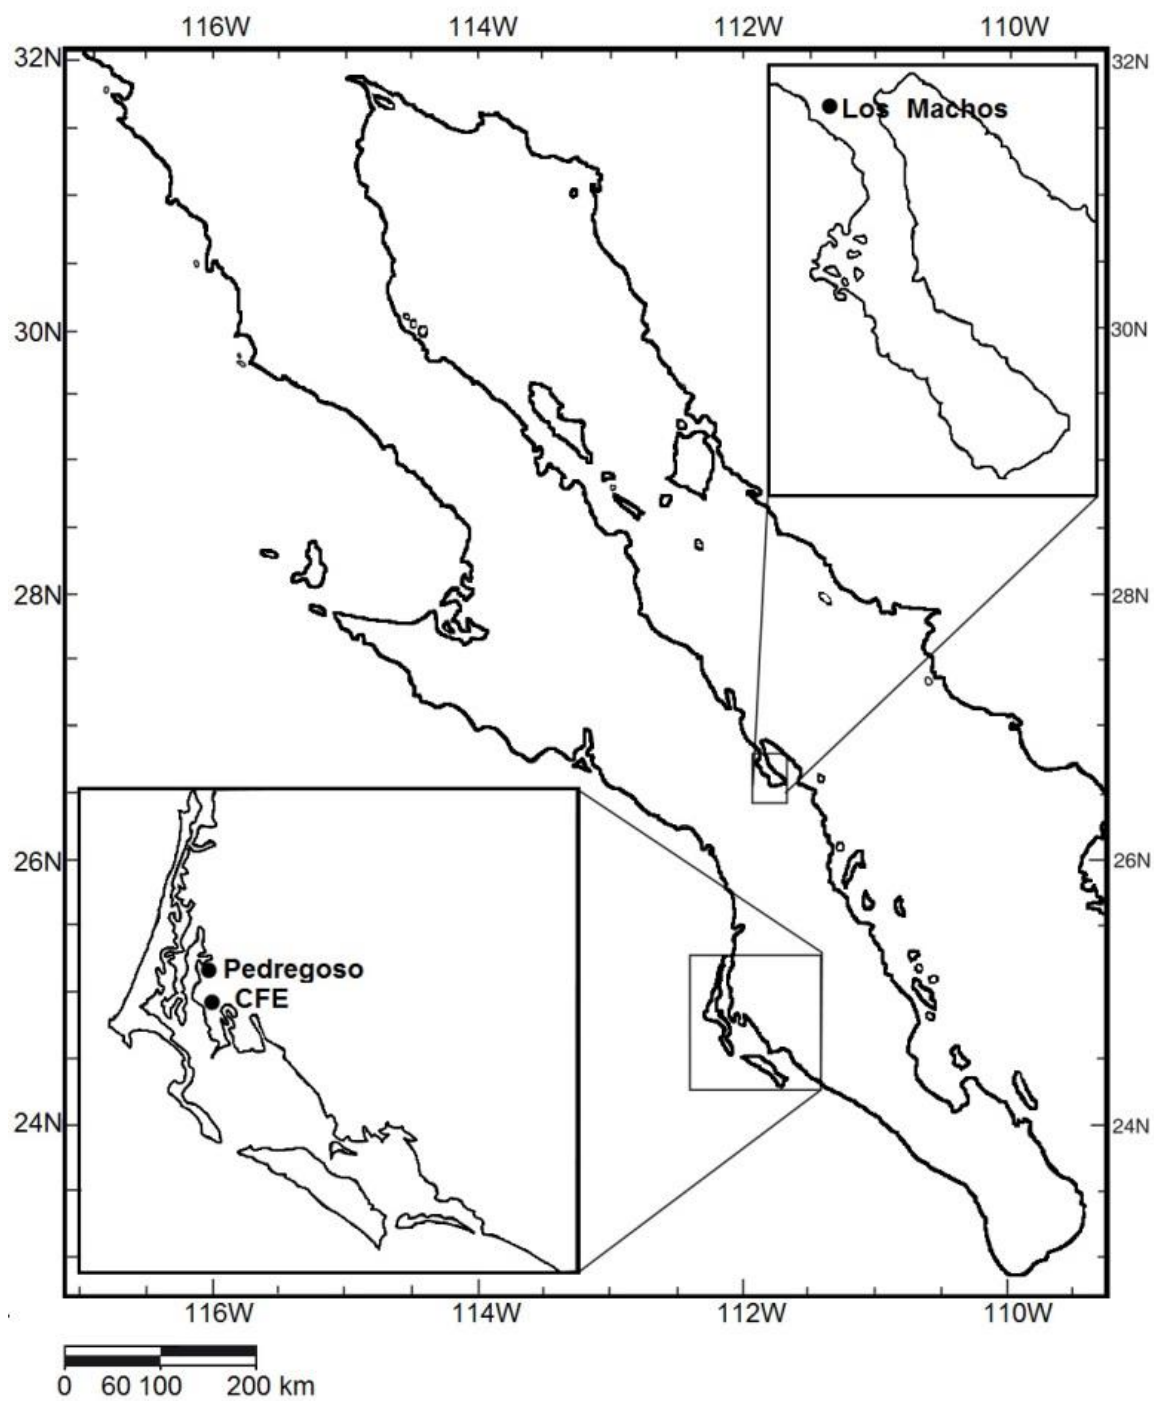 116W 114W 112W 110W
32N 32N
Los Machos
30N 30N
28N 28N
26N 26N
Pedregoso
CFE
24N 24N
116W 114W 112W 110W
0 60 100 200 km